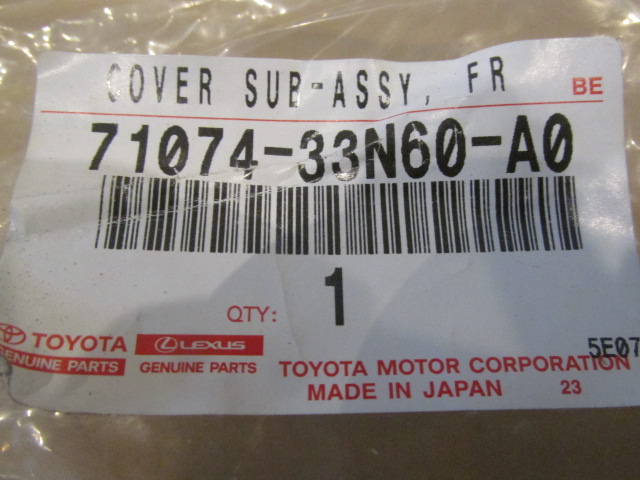 COVER SUB-ASSY, FR
BE
71074-33N60-A0
QTY: 1
TOYOTA LEXUS
GENUINE PARTS GENUINE PARTS
5E07
TOYOTA MOTOR CORPORATION
MADE IN JAPAN 23